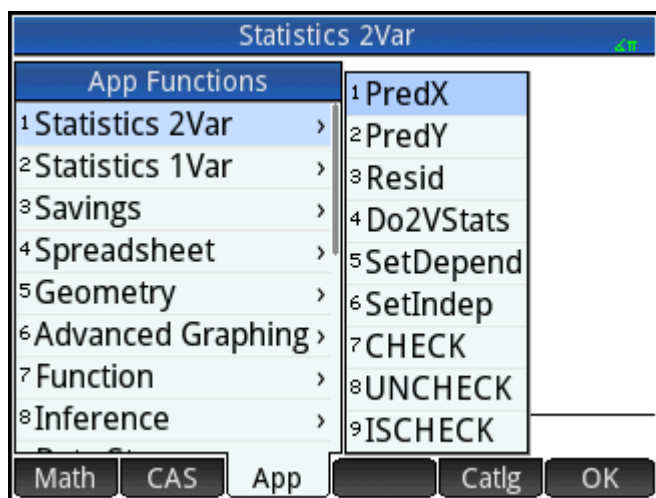 Statistics 2Var
∡π
App Functions
1 Statistics 2Var ›
2 Statistics 1Var ›
3 Savings ›
4 Spreadsheet ›
5 Geometry ›
6 Advanced Graphing ›
7 Function ›
8 Inference ›
1 PredX
2 PredY
3 Resid
4 Do2VStats
5 SetDepend
6 SetIndep
7 CHECK
8 UNCHECK
9 ISCHECK
Math CAS App Catlg OK